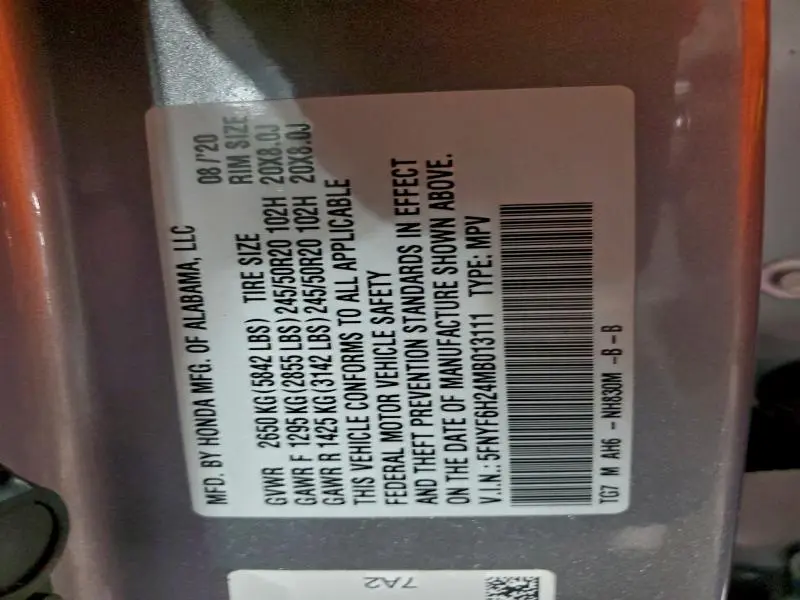 MFD. BY HONDA MFG. OF ALABAMA, LLC 08/'20
GVWR 2650 KG (5842 LBS) TIRE SIZE RIM SIZE
GAWR F 1295 KG (2855 LBS) 245/50R20 102H 20X8.0J
GAWR R 1425 KG (3142 LBS) 245/50R20 102H 20X8.0J
THIS VEHICLE CONFORMS TO ALL APPLICABLE
FEDERAL MOTOR VEHICLE SAFETY
AND THEFT PREVENTION STANDARDS IN EFFECT
ON THE DATE OF MANUFACTURE SHOWN ABOVE.
V.I.N.: 5FNYF6H24MB013111 TYPE: MPV
TG7 M AH6 -NH830M -B -B
7A2